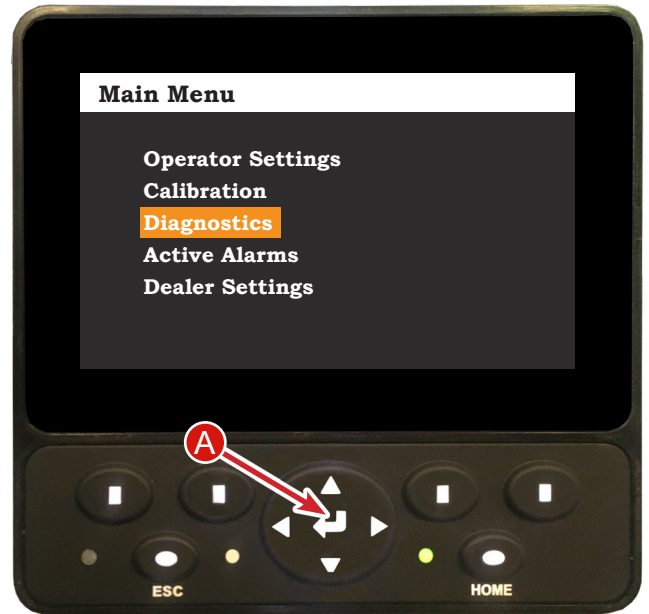 Main Menu
Operator Settings
Calibration
Diagnostics
Active Alarms
Dealer Settings
A
ESC
HOME